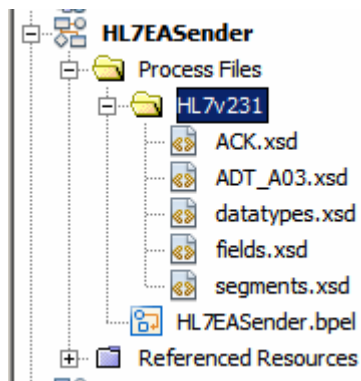 HL7EASender
Process Files
HL7v231
ACK.xsd
ADT_A03.xsd
datatypes.xsd
fields.xsd
segments.xsd
HL7EASender.bpel
Referenced Resources